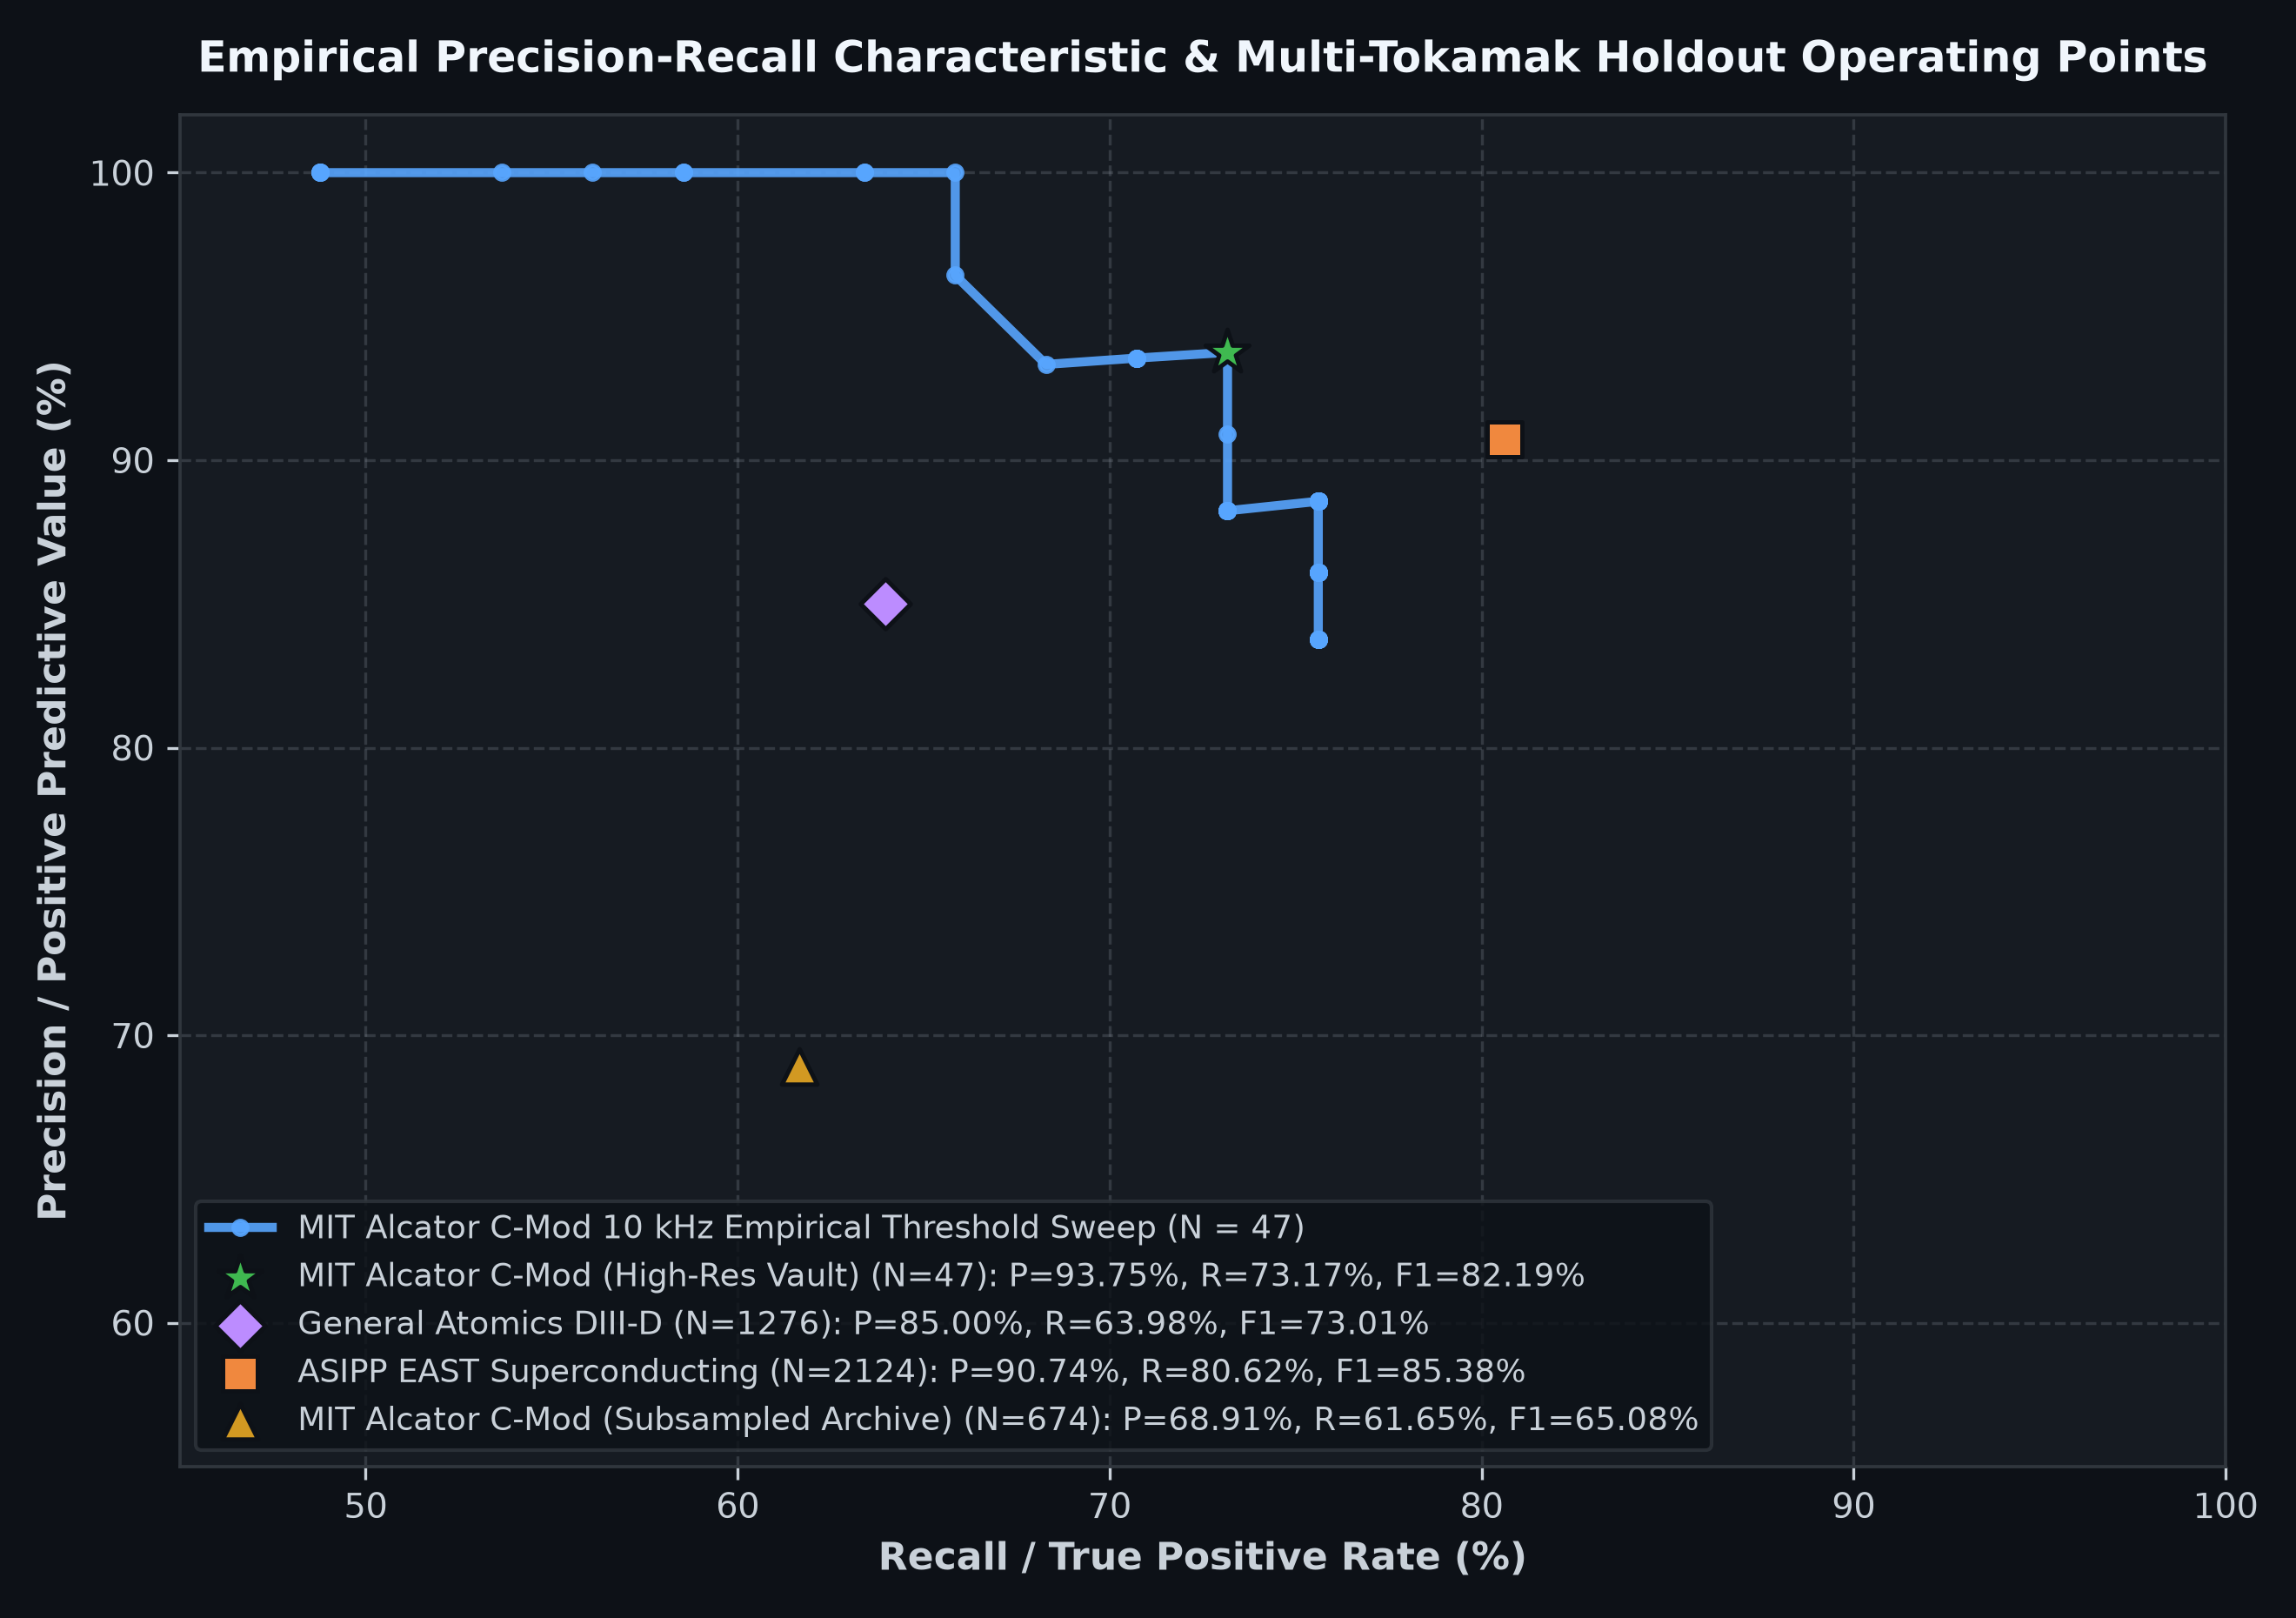 Empirical Precision-Recall Characteristic & Multi-Tokamak Holdout Operating Points
Precision / Positive Predictive Value (%)
100
90
80
70
60
MIT Alcator C-Mod 10 kHz Empirical Threshold Sweep (N = 47)
MIT Alcator C-Mod (High-Res Vault) (N=47): P=93.75%, R=73.17%, F1=82.19%
General Atomics DIII-D (N=1276): P=85.00%, R=63.98%, F1=73.01%
ASIPP EAST Superconducting (N=2124): P=90.74%, R=80.62%, F1=85.38%
MIT Alcator C-Mod (Subsampled Archive) (N=674): P=68.91%, R=61.65%, F1=65.08%
50 60 70 80 90 100
Recall / True Positive Rate (%)